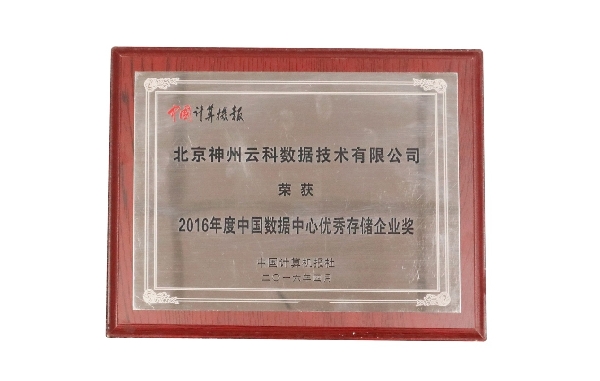 中国计算机报
北京神州云科数据技术有限公司
荣获
2016年度中国数据中心优秀存储企业奖
中国计算机报社
二〇一六年五月